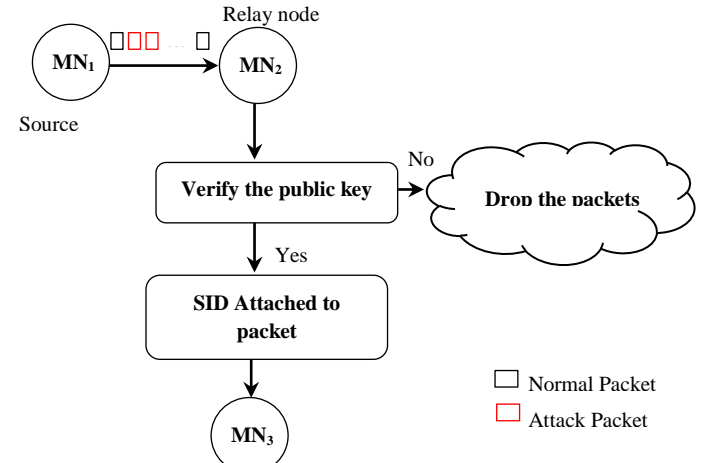 Relay node
MN₁
MN₂
Source
No
Verify the public key
Drop the packets
Yes
SID Attached to
packet
Normal Packet
Attack Packet
MN₃